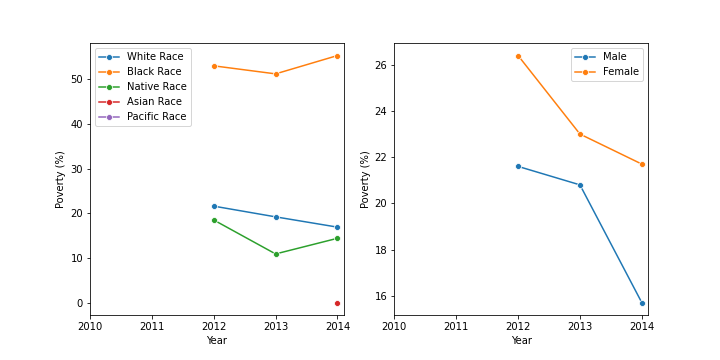 White Race
Black Race
Native Race
Asian Race
Pacific Race
Poverty (%)
50
40
30
20
10
0
2010 2011 2012 2013 2014
Year
Male
Female
Poverty (%)
26
24
22
20
18
16
2010 2011 2012 2013 2014
Year